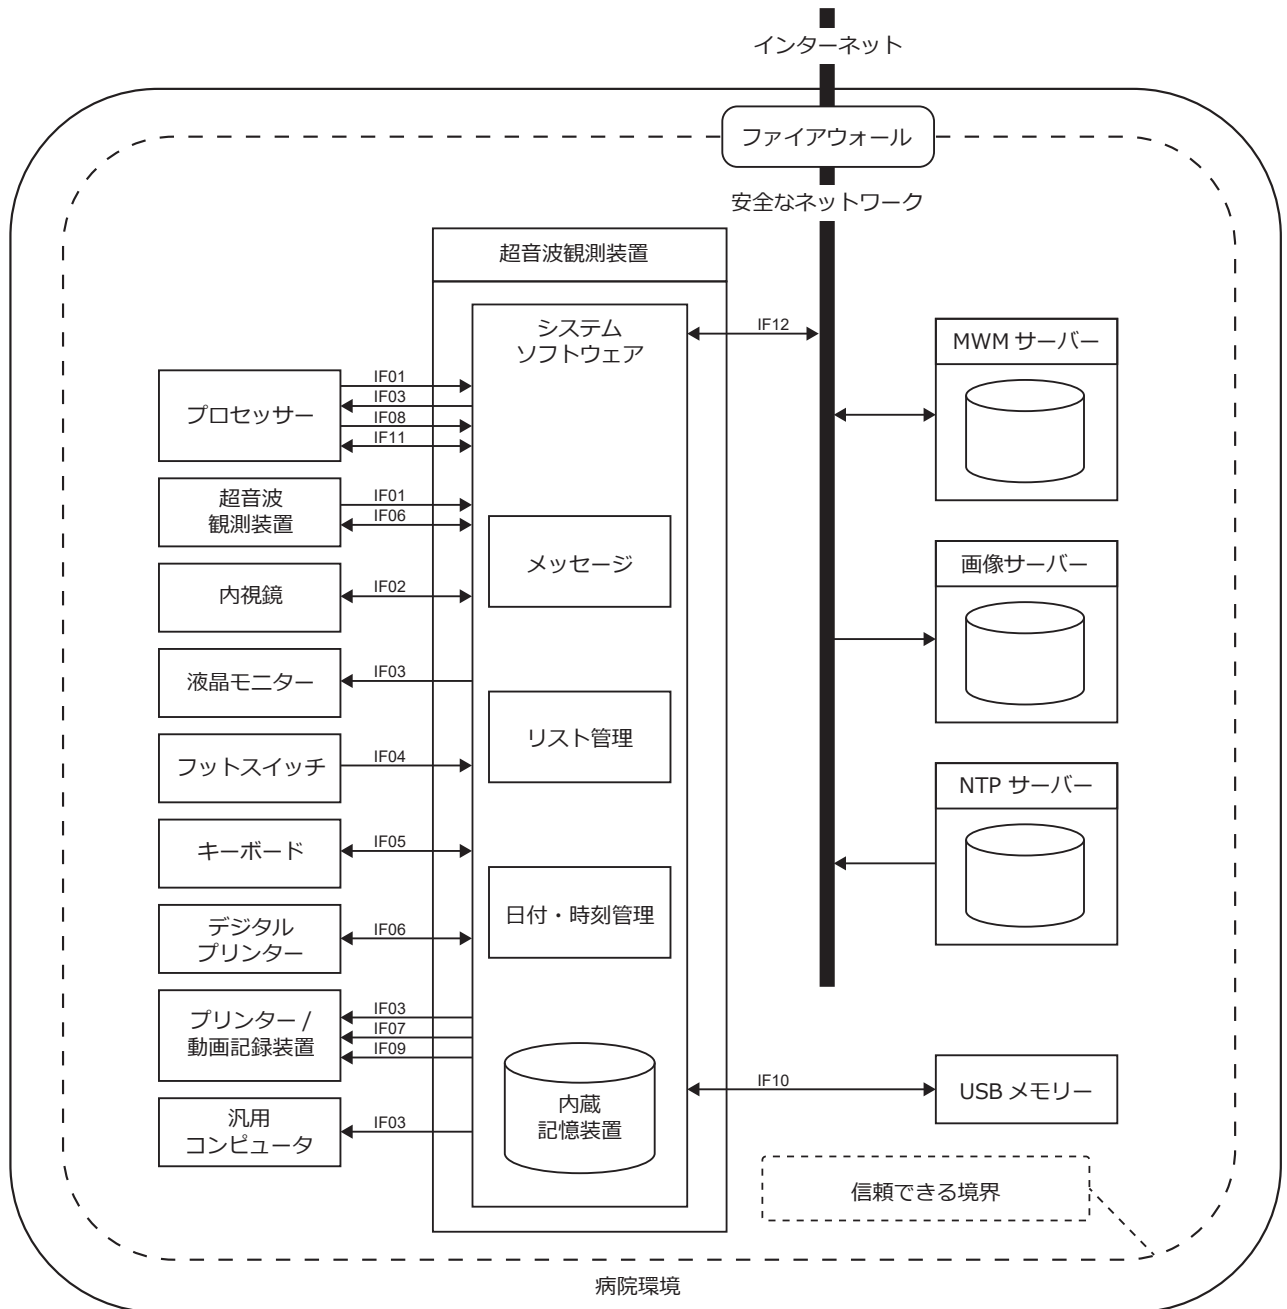 インターネット
ファイアウォール
安全なネットワーク
超音波観測装置
システム
ソフトウェア
IF12
MWM サーバー
プロセッサー
IF01
IF03
IF08
IF11
超音波
観測装置
IF01
IF06
メッセージ
画像サーバー
内視鏡
IF02
液晶モニター
IF03
リスト管理
フットスイッチ
IF04
NTP サーバー
キーボード
IF05
日付・時刻管理
デジタル
プリンター
IF06
プリンター /
動画記録装置
IF03
IF07
IF09
内蔵
記憶装置
IF10
USB メモリー
汎用
コンピュータ
IF03
信頼できる境界
病院環境